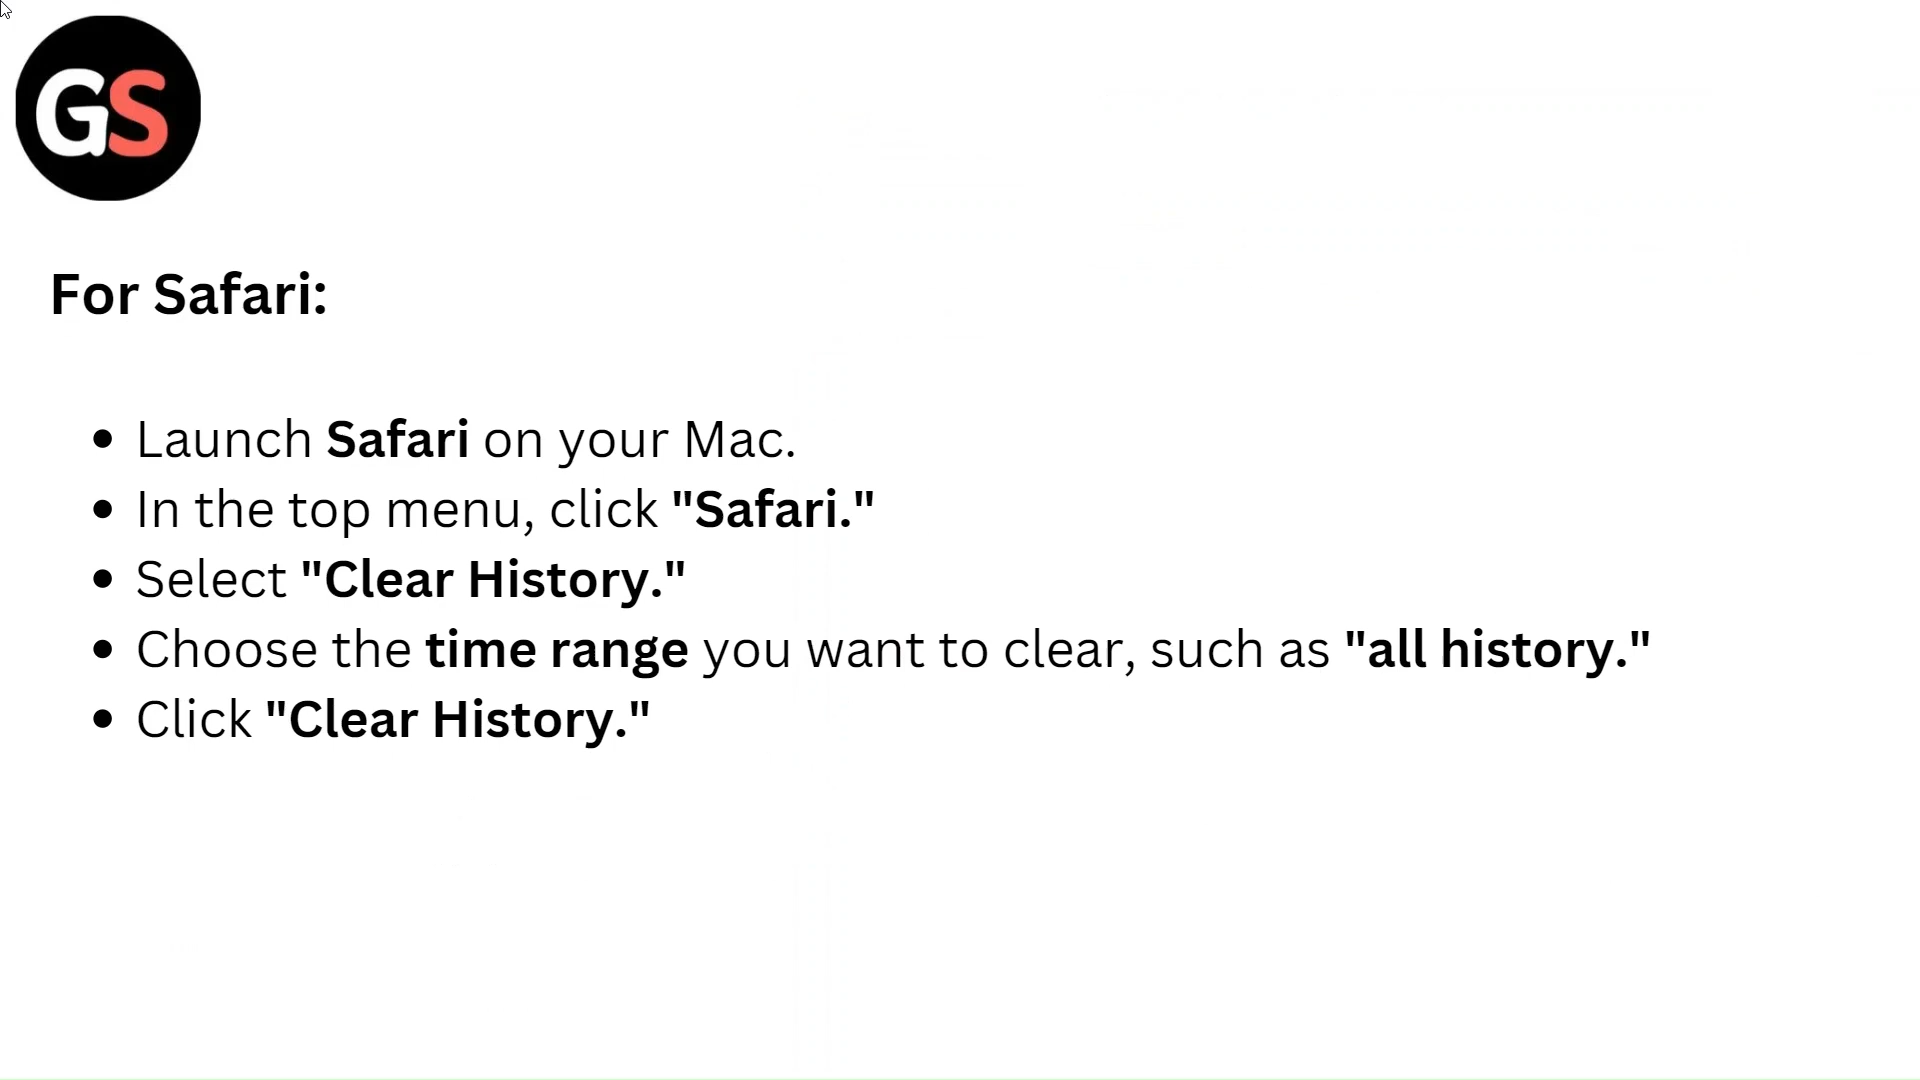 GS
For Safari:
• Launch Safari on your Mac.
• In the top menu, click "Safari."
• Select "Clear History."
• Choose the time range you want to clear, such as "all history."
• Click "Clear History."